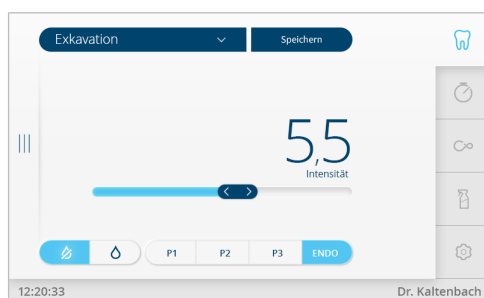 Exkavation Speichern
5,5
Intensität
P1 P2 P3 ENDO
12:20:33 Dr. Kaltenbach